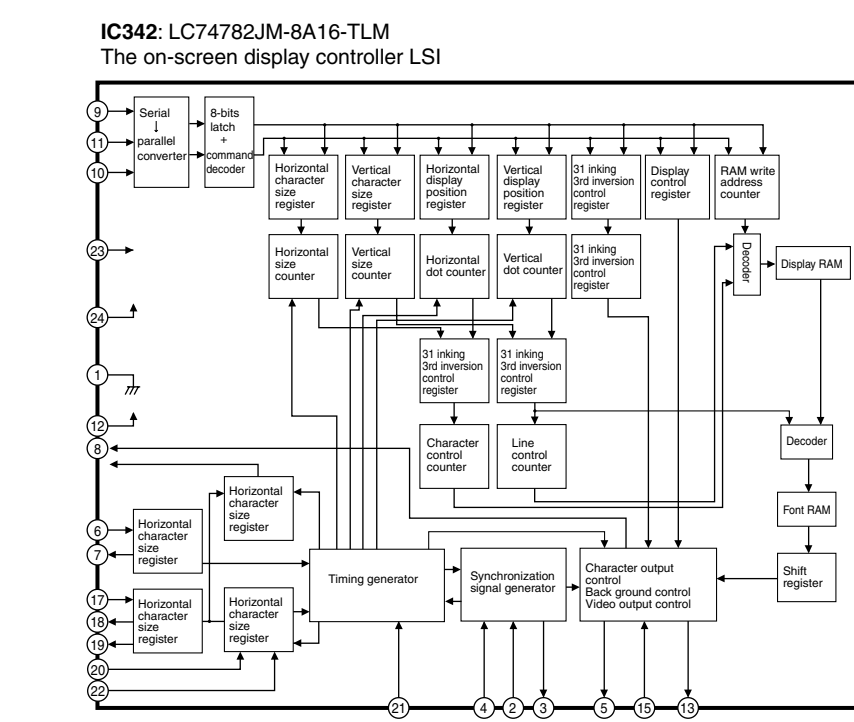 IC342: LC74782JM-8A16-TLM
The on-screen display controller LSI
9
11
10
23
24
1
12
8
6
7
17
18
19
20
22
Serial
↓
parallel
converter
8-bits
latch
+
command
decoder
Horizontal
character
size
register
Vertical
character
size
register
Horizontal
display
position
register
Vertical
display
position
register
31 inking
3rd inversion
control
register
Display
control
register
RAM write
address
counter
Horizontal
size
counter
Vertical
size
counter
Horizontal
dot counter
Vertical
dot counter
31 inking
3rd inversion
control
register
Decoder
Display RAM
31 inking
3rd inversion
control
register
31 inking
3rd inversion
control
register
Character
control
counter
Line
control
counter
Decoder
Font RAM
Shift
register
Horizontal
character
size
register
Horizontal
character
size
register
Horizontal
character
size
register
Horizontal
character
size
register
Timing generator
Synchronization
signal generator
Character output
control
Back ground control
Video output control
21
4
2
3
5
15
13